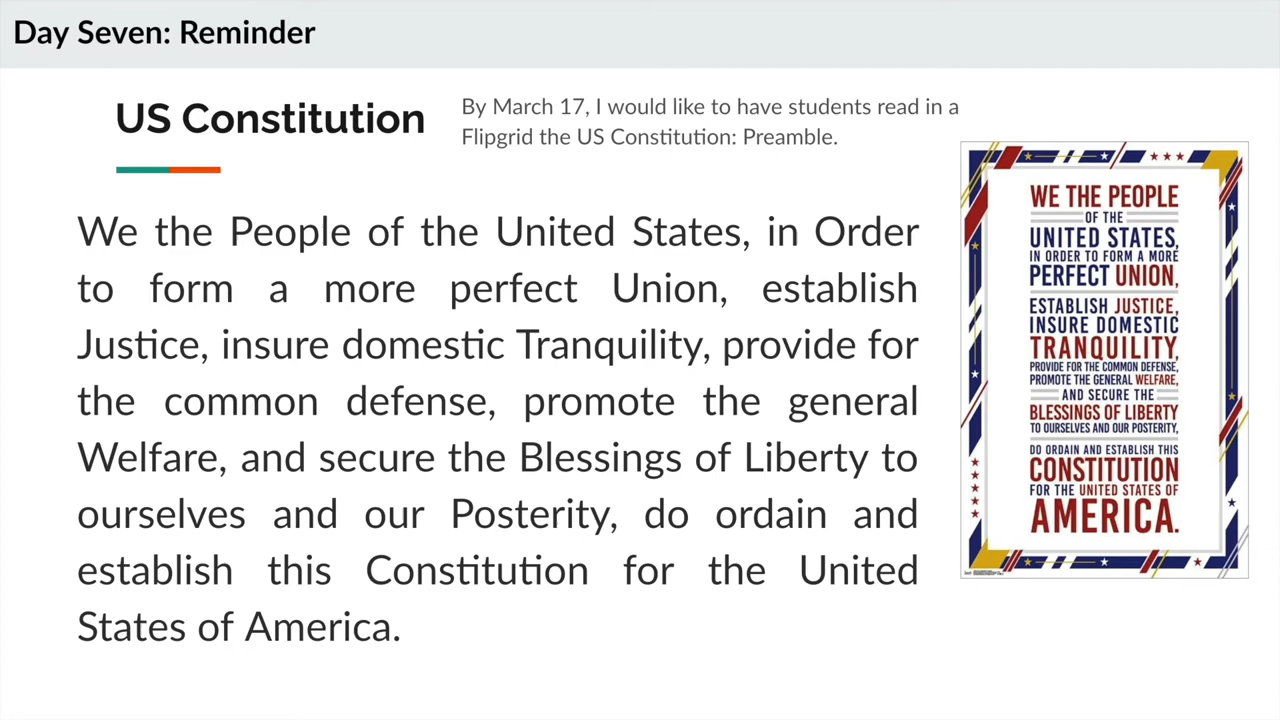 Day Seven: Reminder
US Constitution
By March 17, I would like to have students read in a
Flipgrid the US Constitution: Preamble.
We the People of the United States, in Order
to form a more perfect Union, establish
Justice, insure domestic Tranquility, provide for
the common defense, promote the general
Welfare, and secure the Blessings of Liberty to
ourselves and our Posterity, do ordain and
establish this Constitution for the United
States of America.
WE THE PEOPLE
OF THE
UNITED STATES,
IN ORDER TO FORM A MORE
PERFECT UNION,
ESTABLISH JUSTICE,
INSURE DOMESTIC
TRANQUILITY,
PROVIDE FOR THE COMMON DEFENSE,
PROMOTE THE GENERAL WELFARE,
AND SECURE THE
BLESSINGS OF LIBERTY
TO OURSELVES AND OUR POSTERITY,
DO ORDAIN AND ESTABLISH THIS
CONSTITUTION
FOR THE UNITED STATES OF
AMERICA.